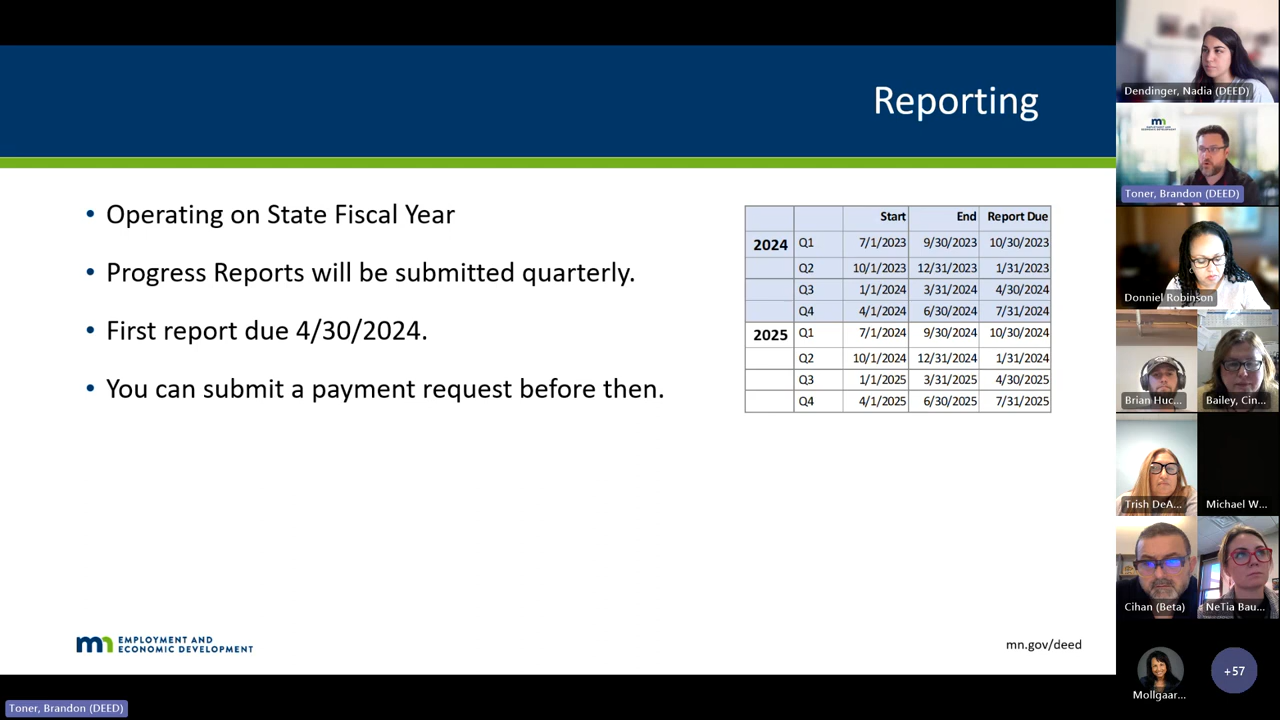 Reporting
• Operating on State Fiscal Year
• Progress Reports will be submitted quarterly.
• First report due 4/30/2024.
• You can submit a payment request before then.
Start End Report Due
2024 Q1 7/1/2023 9/30/2023 10/30/2023
Q2 10/1/2023 12/31/2023 1/31/2023
Q3 1/1/2024 3/31/2024 4/30/2024
Q4 4/1/2024 6/30/2024 7/31/2024
2025 Q1 7/1/2024 9/30/2024 10/30/2024
Q2 10/1/2024 12/31/2024 1/31/2024
Q3 1/1/2025 3/31/2025 4/30/2025
Q4 4/1/2025 6/30/2025 7/31/2025
mn EMPLOYMENT AND
ECONOMIC DEVELOPMENT
mn.gov/deed
Toner, Brandon (DEED)
Dendinger, Nadia (DEED)
mn
EMPLOYMENT AND
ECONOMIC DEVELOPMENT
Toner, Brandon (DEED)
Donniel Robinson
Brian Huc... Bailey, Cin...
Trish DeA... Michael W...
Cihan (Beta) NeTia Bau...
Mollgaar... +57